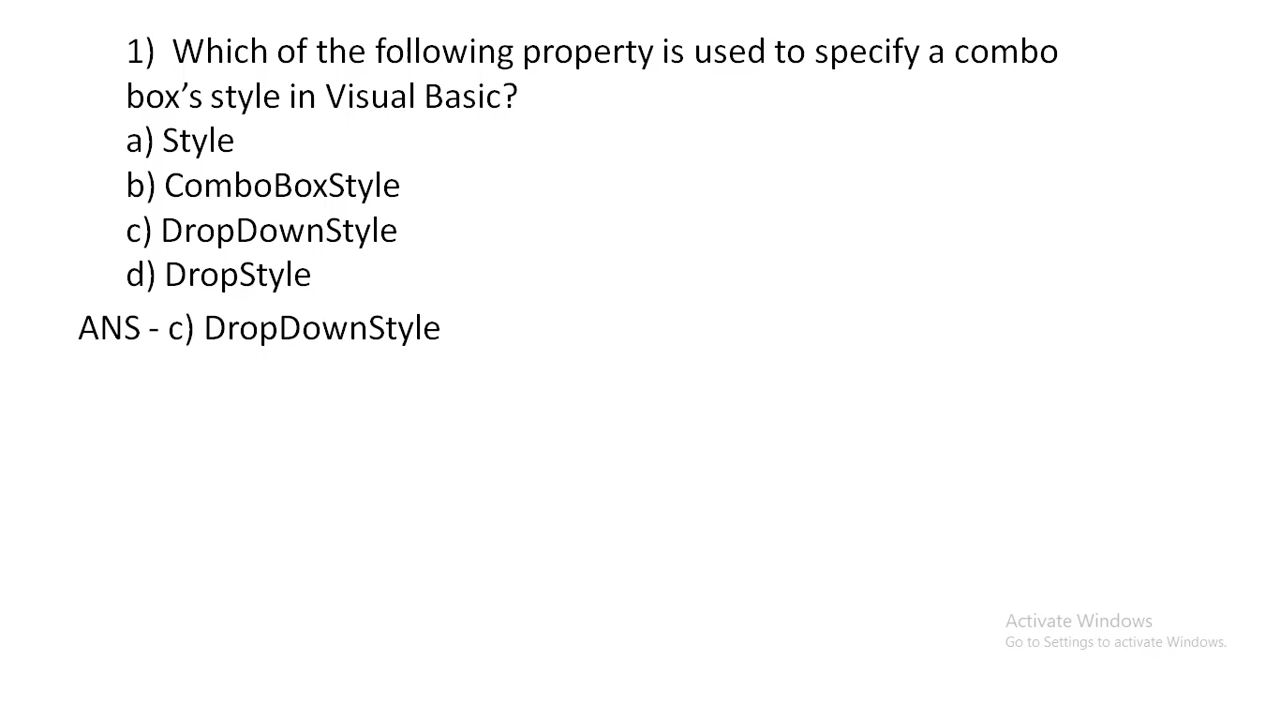 1)  Which of the following property is used to specify a combo
box’s style in Visual Basic?
a) Style
b) ComboBoxStyle
c) DropDownStyle
d) DropStyle
ANS - c) DropDownStyle
Activate Windows
Go to Settings to activate Windows.